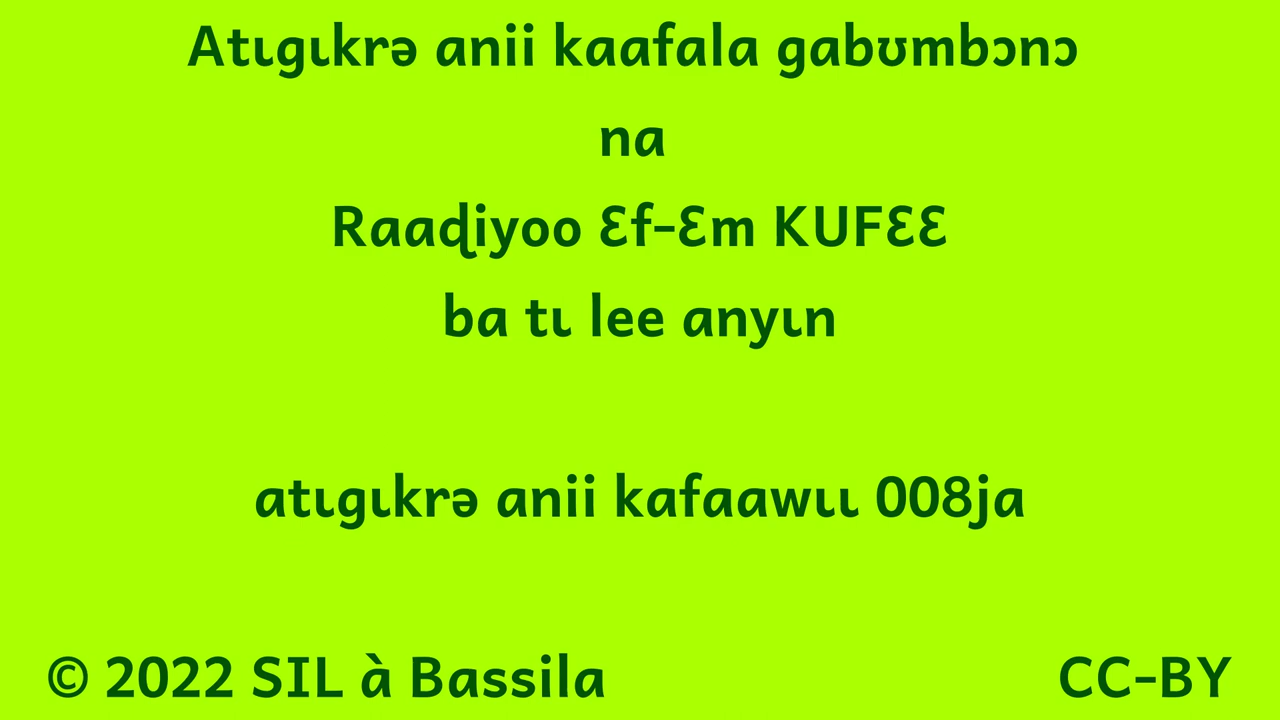 Atɩgɩkrə anii kaafala gabʊmbɔnɔ
na
Raaɖiyoo Ɛf-Ɛm KUFƐƐ
ba tɩ lee anyɩn
atɩgɩkrə anii kafaawɩɩ 008ja
© 2022 SIL à Bassila
CC-BY